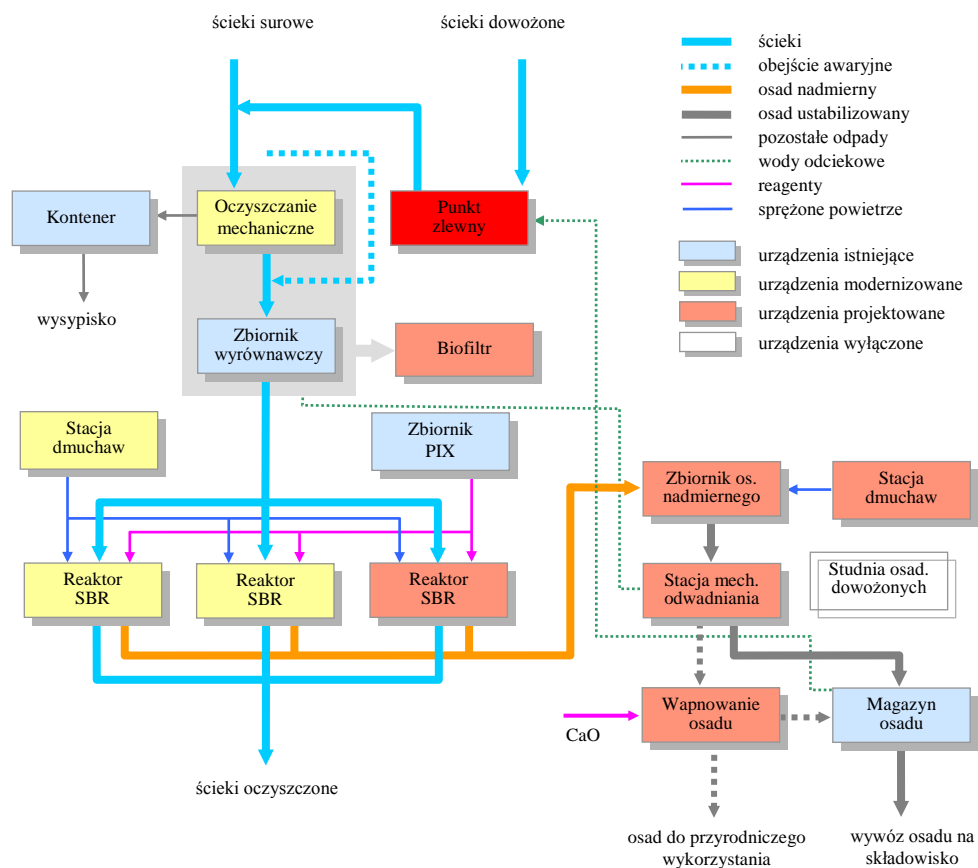 ścieki surowe
ścieki dowożone
ścieki
obejście awaryjne
osad nadmierny
osad ustabilizowany
pozostałe odpady
wody odciekowe
reagenty
sprężone powietrze
urządzenia istniejące
urządzenia modernizowane
urządzenia projektowane
urządzenia wyłączone
Kontener
Oczyszczanie
mechaniczne
Punkt
zlewny
wysypisko
Zbiornik
wyrównawczy
Biofiltr
Stacja
dmuchaw
Zbiornik
PIX
Zbiornik os.
nadmiernego
Stacja
dmuchaw
Reaktor
SBR
Reaktor
SBR
Reaktor
SBR
Stacja mech.
odwadniania
Studnia osad.
dowożonych
CaO
Wapnowanie
osadu
Magazyn
osadu
ścieki oczyszczone
osad do przyrodniczego
wykorzystania
wywóz osadu na
składowisko